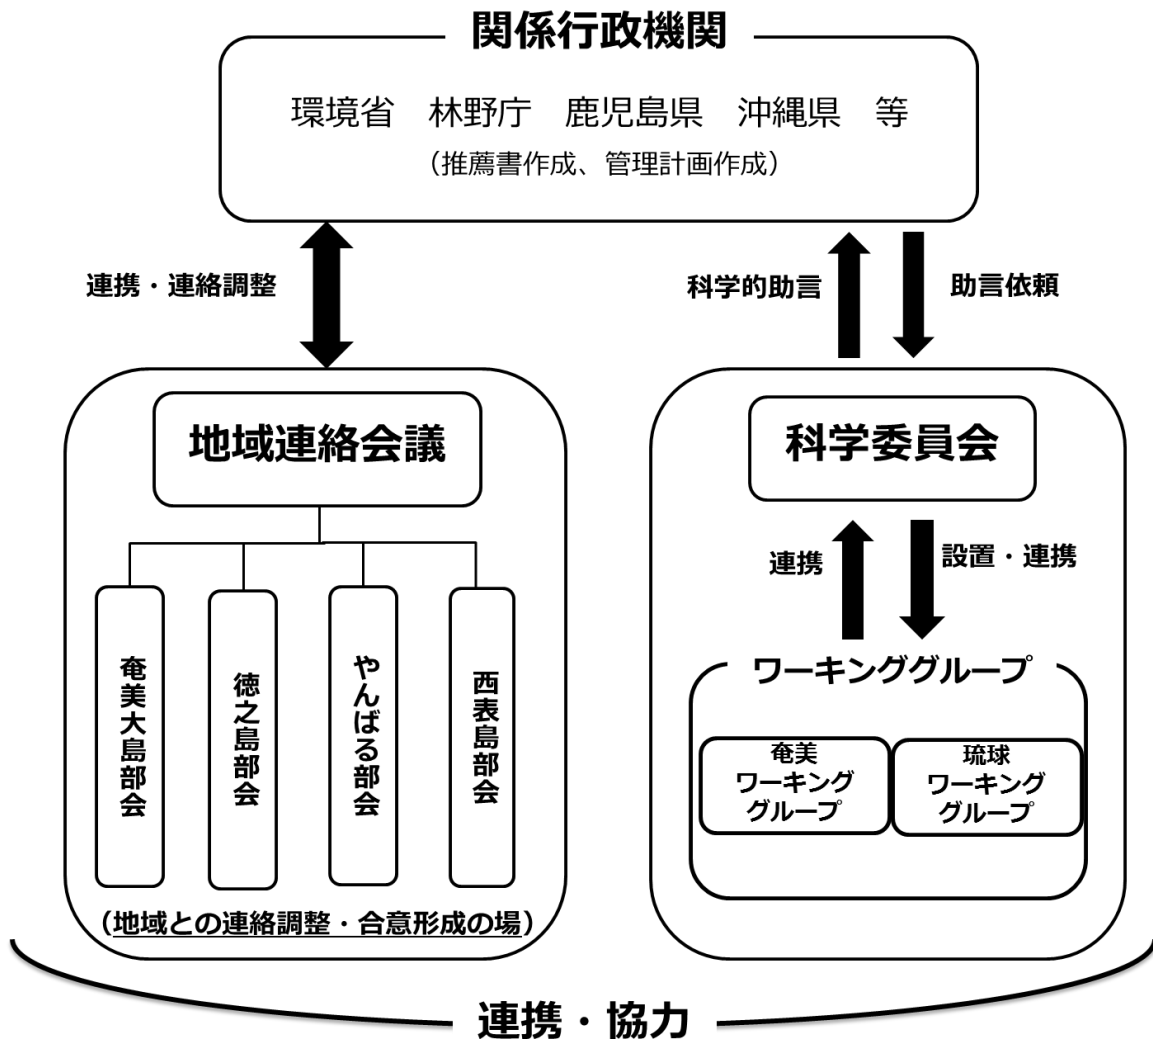 関係行政機関
環境省　林野庁　鹿児島県　沖縄県　等
（推薦書作成、管理計画作成）
連携・連絡調整
科学的助言
助言依頼
地域連絡会議
奄美大島部会
徳之島部会
やんばる部会
西表島部会
（地域との連絡調整・合意形成の場）
科学委員会
連携
設置・連携
ワーキンググループ
奄美
ワーキング
グループ
琉球
ワーキング
グループ
連携・協力